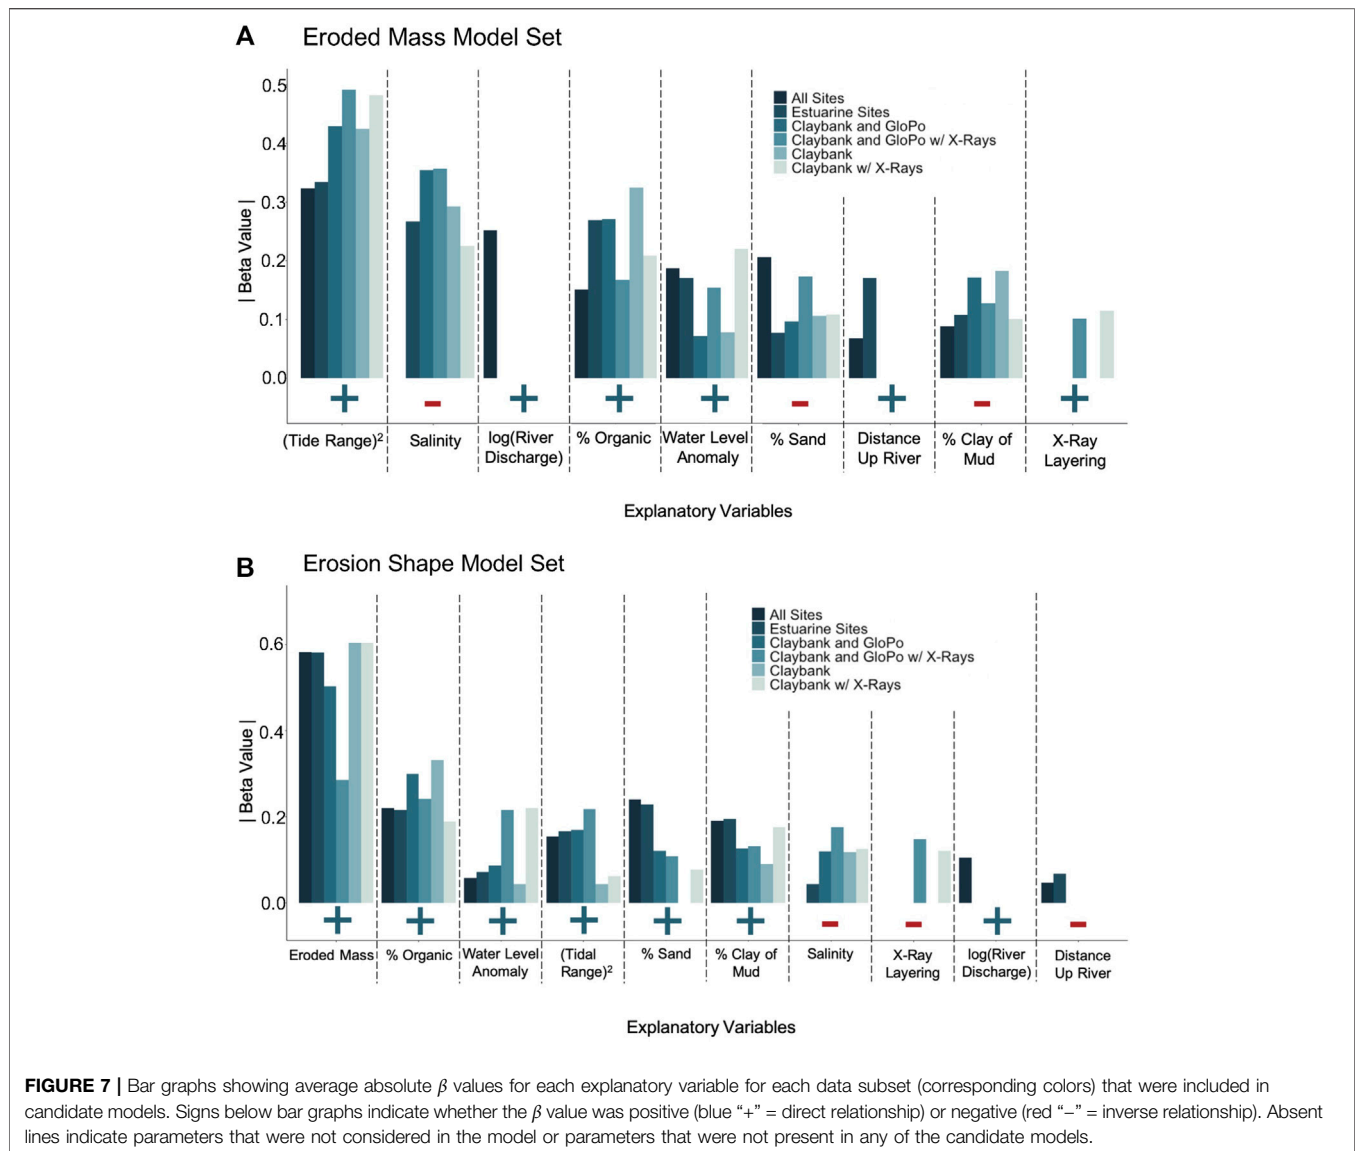 A Eroded Mass Model Set
| Beta Value |
0.5
0.4
0.3
0.2
0.1
0.0
All Sites
Estuarine Sites
Claybank and GloPo
Claybank and GloPo w/ X-Rays
Claybank
Claybank w/ X-Rays
+ − + + + − + − +
(Tide Range)² Salinity log(River Discharge) % Organic Water Level Anomaly % Sand Distance Up River % Clay of Mud X-Ray Layering
Explanatory Variables
B Erosion Shape Model Set
| Beta Value |
0.6
0.4
0.2
0.0
All Sites
Estuarine Sites
Claybank and GloPo
Claybank and GloPo w/ X-Rays
Claybank
Claybank w/ X-Rays
+ + + + + + − − + −
Eroded Mass % Organic Water Level Anomaly (Tidal Range)² % Sand % Clay of Mud Salinity X-Ray Layering log(River Discharge) Distance Up River
Explanatory Variables
FIGURE 7 | Bar graphs showing average absolute β values for each explanatory variable for each data subset (corresponding colors) that were included in
candidate models. Signs below bar graphs indicate whether the β value was positive (blue “+” = direct relationship) or negative (red “−” = inverse relationship). Absent
lines indicate parameters that were not considered in the model or parameters that were not present in any of the candidate models.